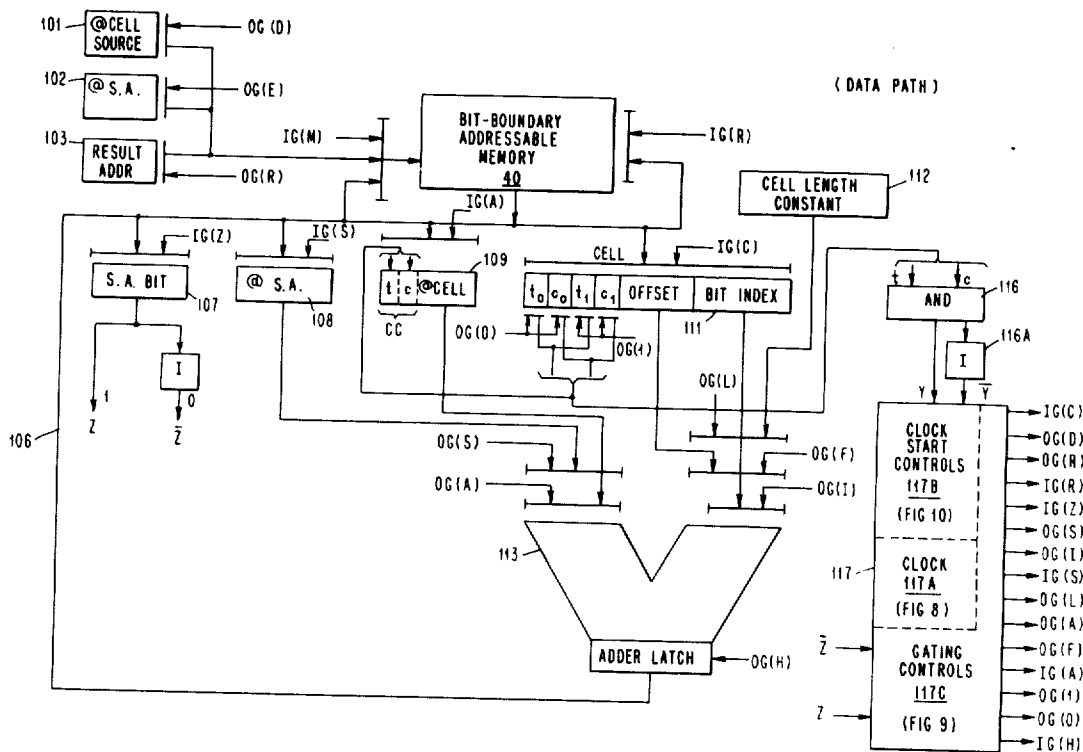 101
@CELL
SOURCE
OG(D)
102
@ S.A.
OG(E)
103
RESULT
ADDR
OG(R)
(DATA PATH)
IG(M)
BIT-BOUNDARY
ADDRESSABLE
MEMORY
40
IG(R)
CELL LENGTH
CONSTANT
112
IG(A)
IG(Z)
S.A. BIT
107
IG(S)
@ S.A.
108
109
t c @CELL
CC
CELL
IG(C)
t0 c0 t1 c1 OFFSET BIT INDEX
111
OG(0)
OG(1)
t c
AND
116
I
116A
Y Y̅
I
1 0
Z Z̅
106
OG(L)
OG(S)
OG(F)
OG(A)
OG(I)
113
ADDER LATCH
OG(H)
CLOCK
START
CONTROLS
117B
(FIG 10)
117
CLOCK
117A
(FIG 8)
Z̅
GATING
CONTROLS
117C
(FIG 9)
Z
IG(C)
OG(D)
OG(R)
IG(R)
IG(Z)
OG(S)
OG(I)
IG(S)
OG(L)
OG(A)
OG(F)
IG(A)
OG(1)
OG(0)
IG(H)